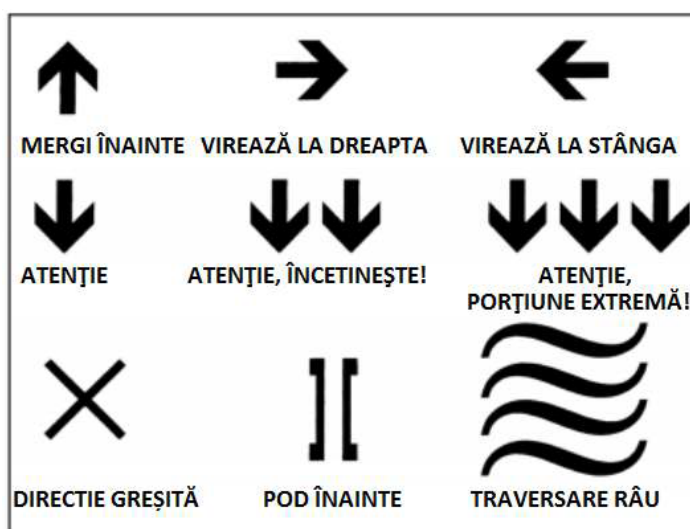 MERGI ÎNAINTE
VIREAZĂ LA DREAPTA
VIREAZĂ LA STÂNGA
ATENŢIE
ATENŢIE, ÎNCETINEŞTE!
ATENŢIE,
PORŢIUNE EXTREMĂ!
DIRECTIE GREȘITĂ
POD ÎNAINTE
TRAVERSARE RÂU